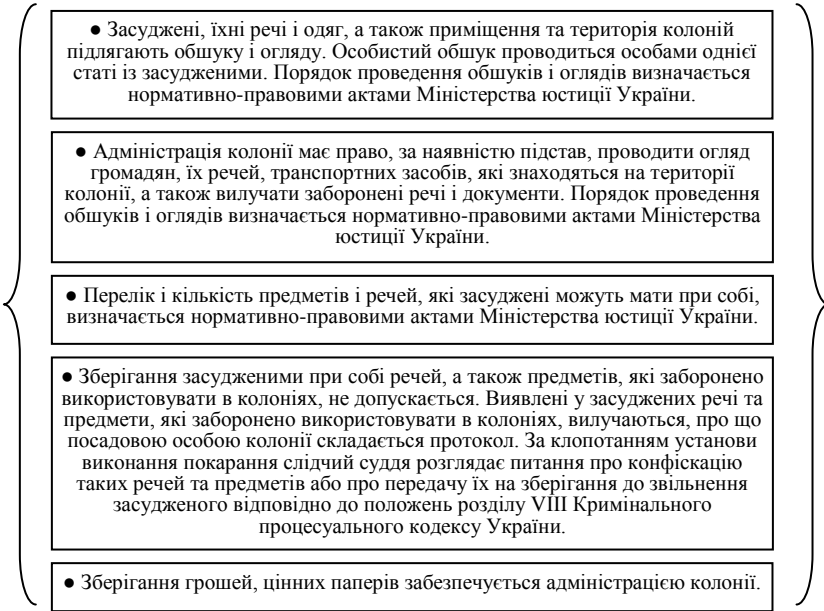 ● Засуджені, їхні речі і одяг, а також приміщення та територія колоній
підлягають обшуку і огляду. Особистий обшук проводиться особами однієї
статі із засудженими. Порядок проведення обшуків і оглядів визначається
нормативно-правовими актами Міністерства юстиції України.
● Адміністрація колонії має право, за наявністю підстав, проводити огляд
громадян, їх речей, транспортних засобів, які знаходяться на території
колонії, а також вилучати заборонені речі і документи. Порядок проведення
обшуків і оглядів визначається нормативно-правовими актами Міністерства
юстиції України.
● Перелік і кількість предметів і речей, які засуджені можуть мати при собі,
визначається нормативно-правовими актами Міністерства юстиції України.
● Зберігання засудженими при собі речей, а також предметів, які заборонено
використовувати в колоніях, не допускається. Виявлені у засуджених речі та
предмети, які заборонено використовувати в колоніях, вилучаються, про що
посадовою особою колонії складається протокол. За клопотанням установи
виконання покарання слідчий суддя розглядає питання про конфіскацію
таких речей та предметів або про передачу їх на зберігання до звільнення
засудженого відповідно до положень розділу VIII Кримінального
процесуального кодексу України.
● Зберігання грошей, цінних паперів забезпечується адміністрацією колонії.